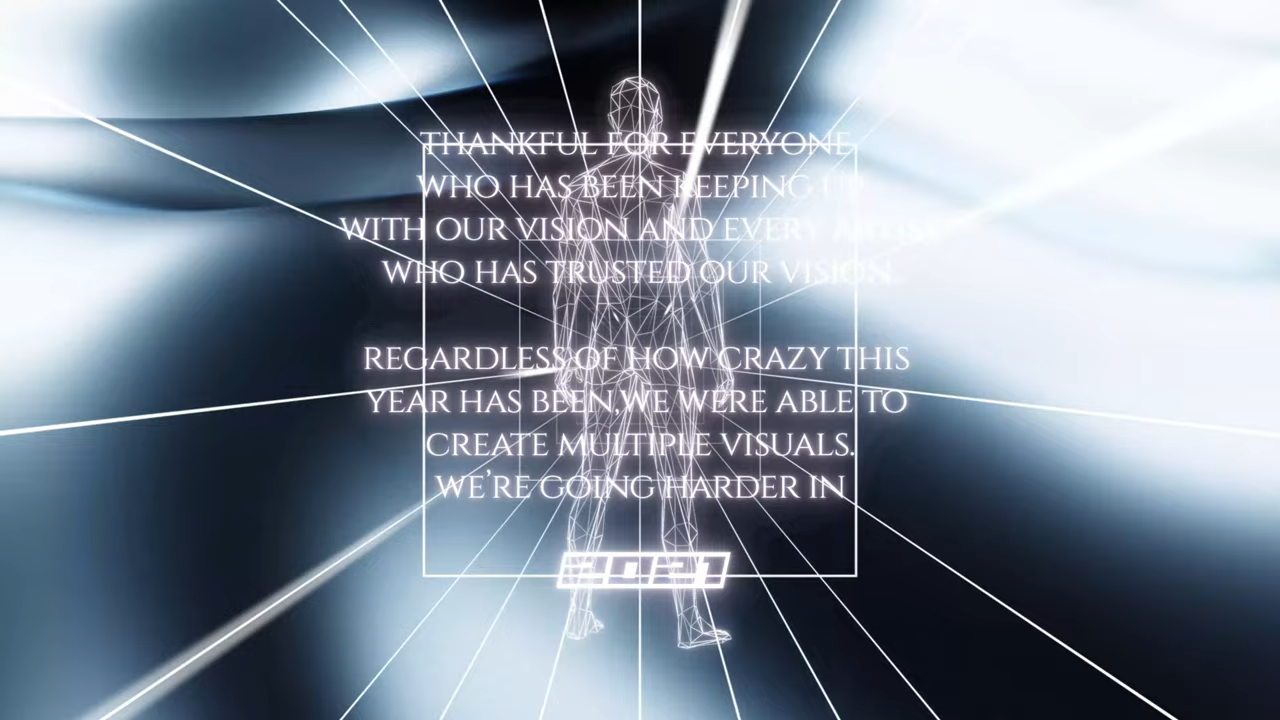 THANKFUL FOR EVERYONE
WHO HAS BEEN KEEPING UP
WITH OUR VISION AND EVERY
WHO HAS TRUSTED OUR VISION
REGARDLESS OF HOW CRAZY THIS
YEAR HAS BEEN,WE WERE ABLE TO
CREATE MULTIPLE VISUALS.
WE'RE GOING HARDER IN
2021